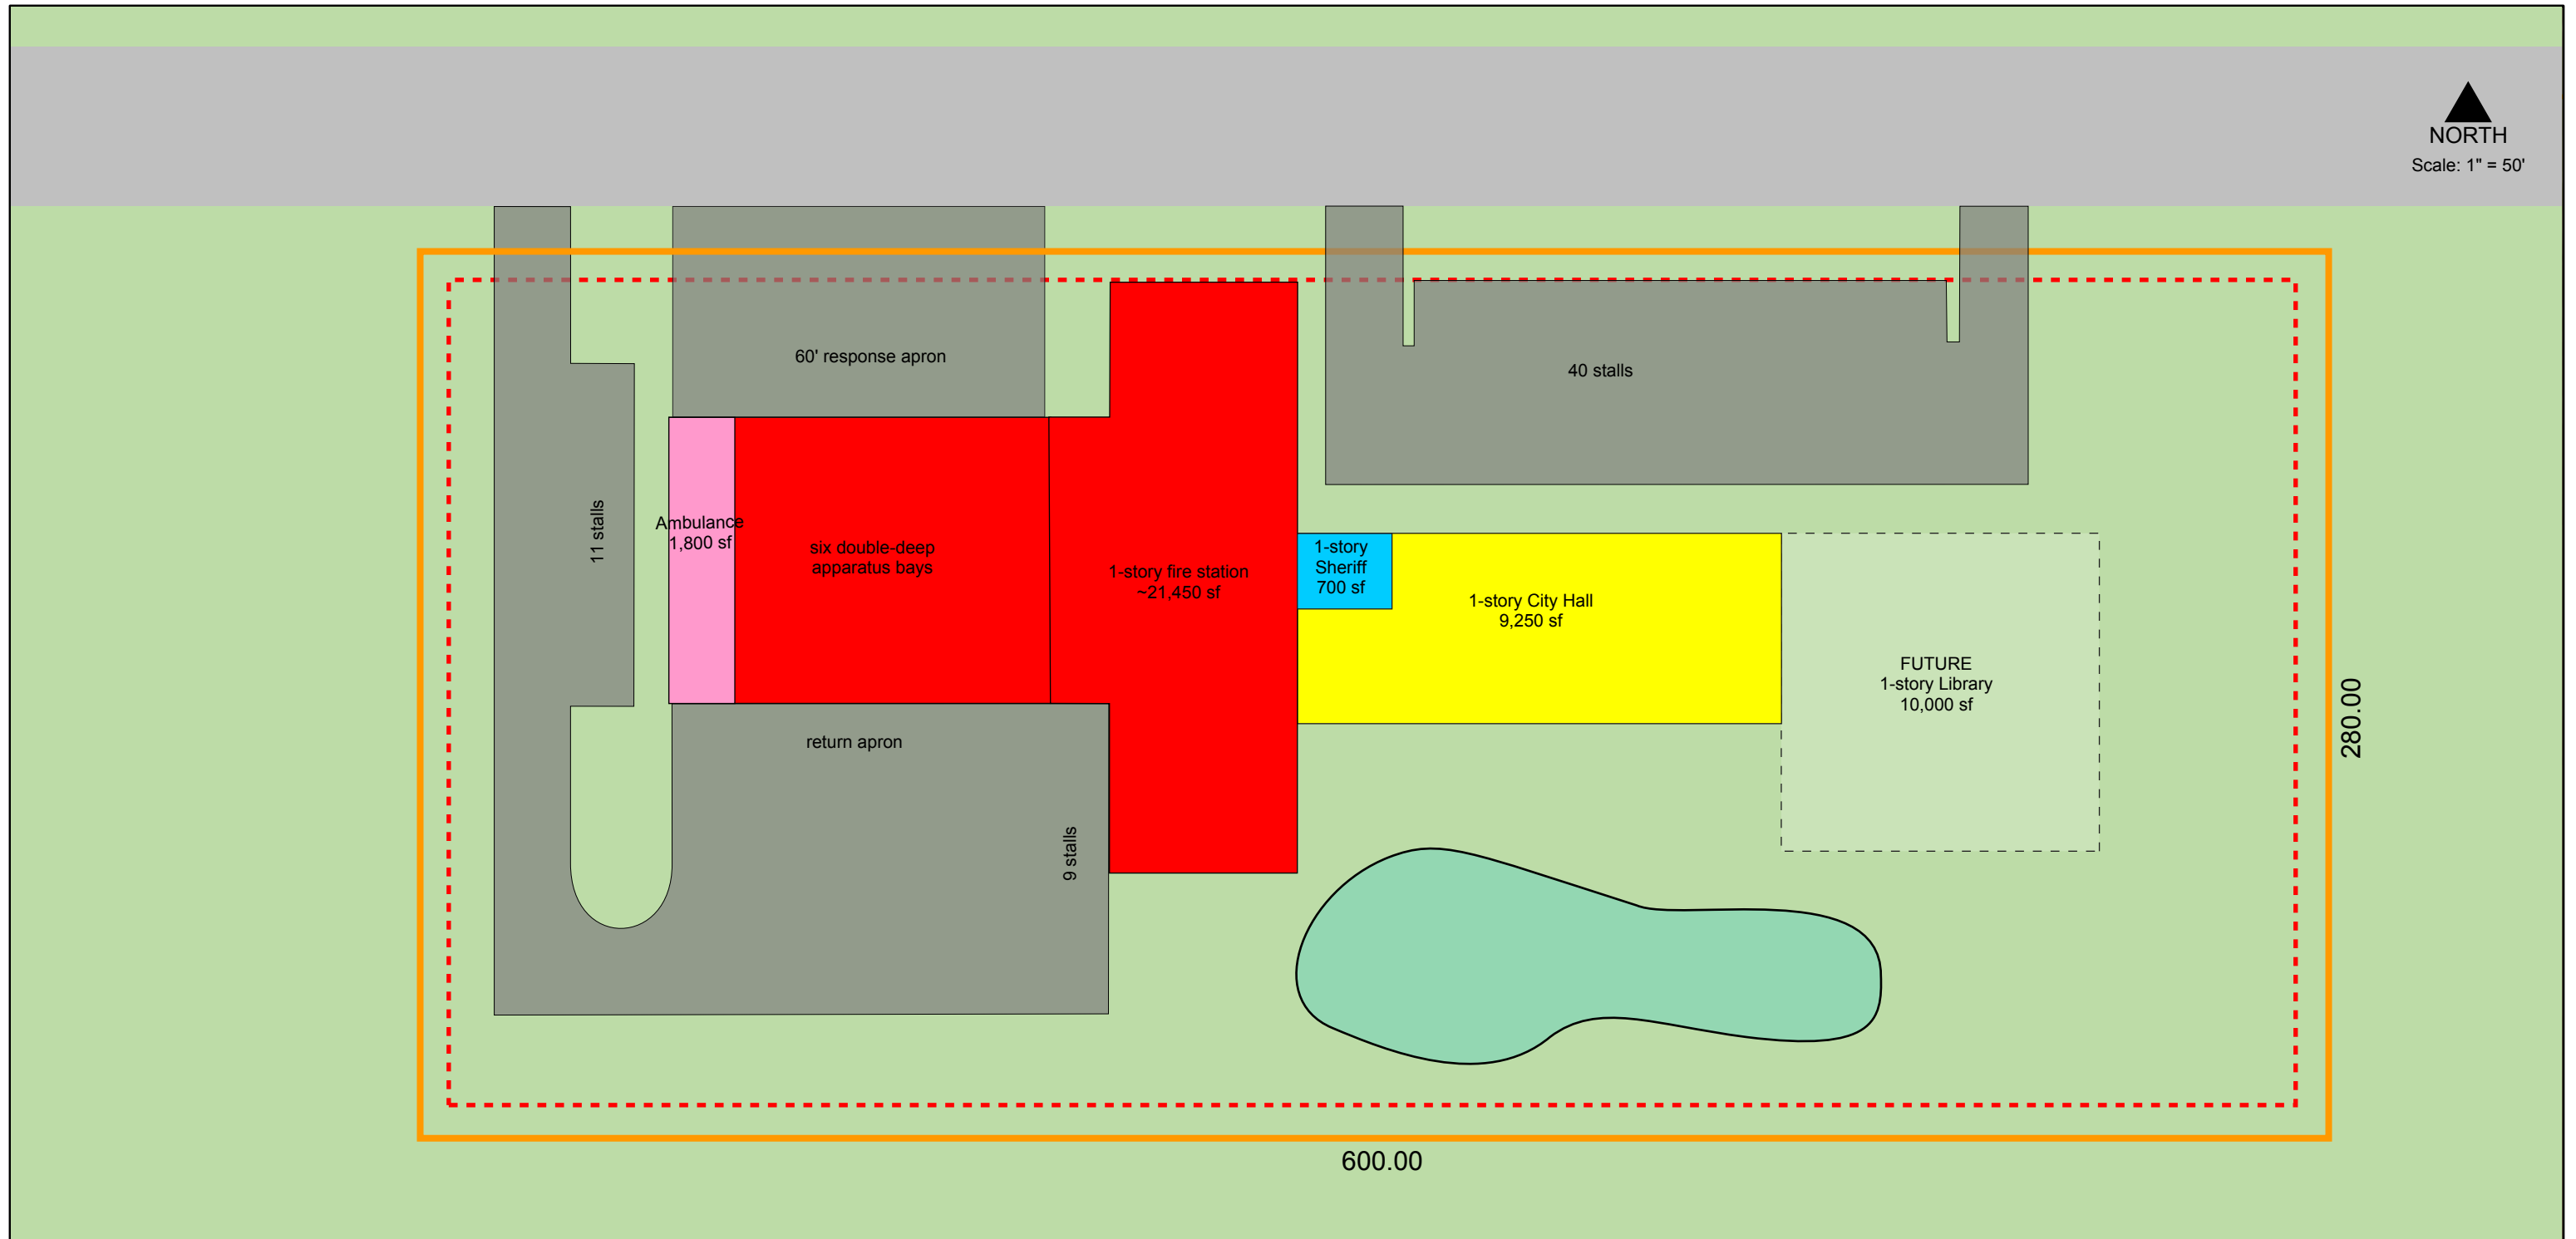 NORTH
Scale: 1" = 50'
60' response apron
40 stalls
11 stalls
Ambulance
1,800 sf
six double-deep
apparatus bays
1-story fire station
~21,450 sf
1-story
Sheriff
700 sf
1-story City Hall
9,250 sf
FUTURE
1-story Library
10,000 sf
280.00
return apron
9 stalls
600.00